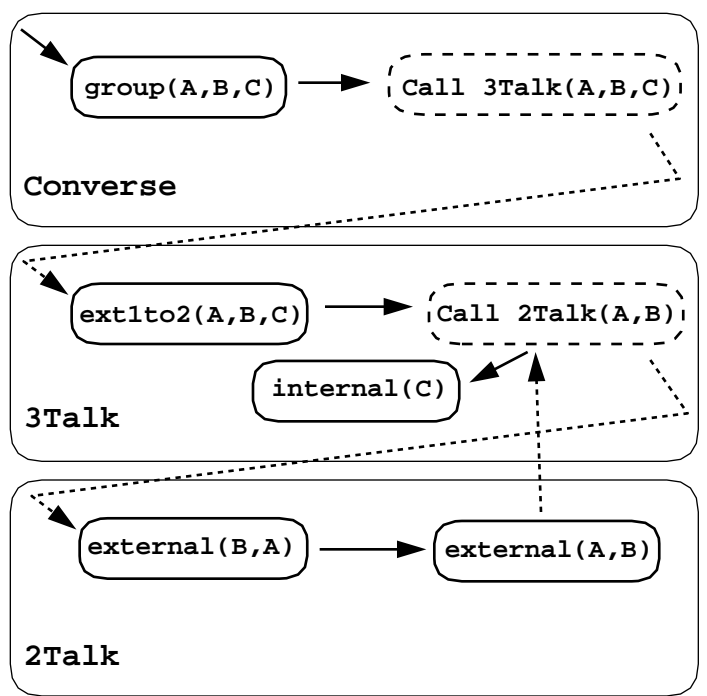 group(A,B,C)
Call 3Talk(A,B,C)
Converse
ext1to2(A,B,C)
Call 2Talk(A,B)
internal(C)
3Talk
external(B,A)
external(A,B)
2Talk